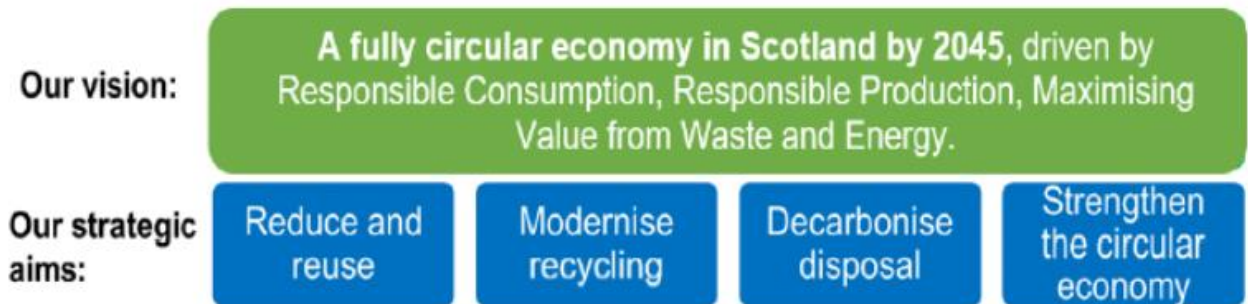 Our vision:
A fully circular economy in Scotland by 2045, driven by
Responsible Consumption, Responsible Production, Maximising
Value from Waste and Energy.
Our strategic
aims:
Reduce and
reuse
Modernise
recycling
Decarbonise
disposal
Strengthen
the circular
economy